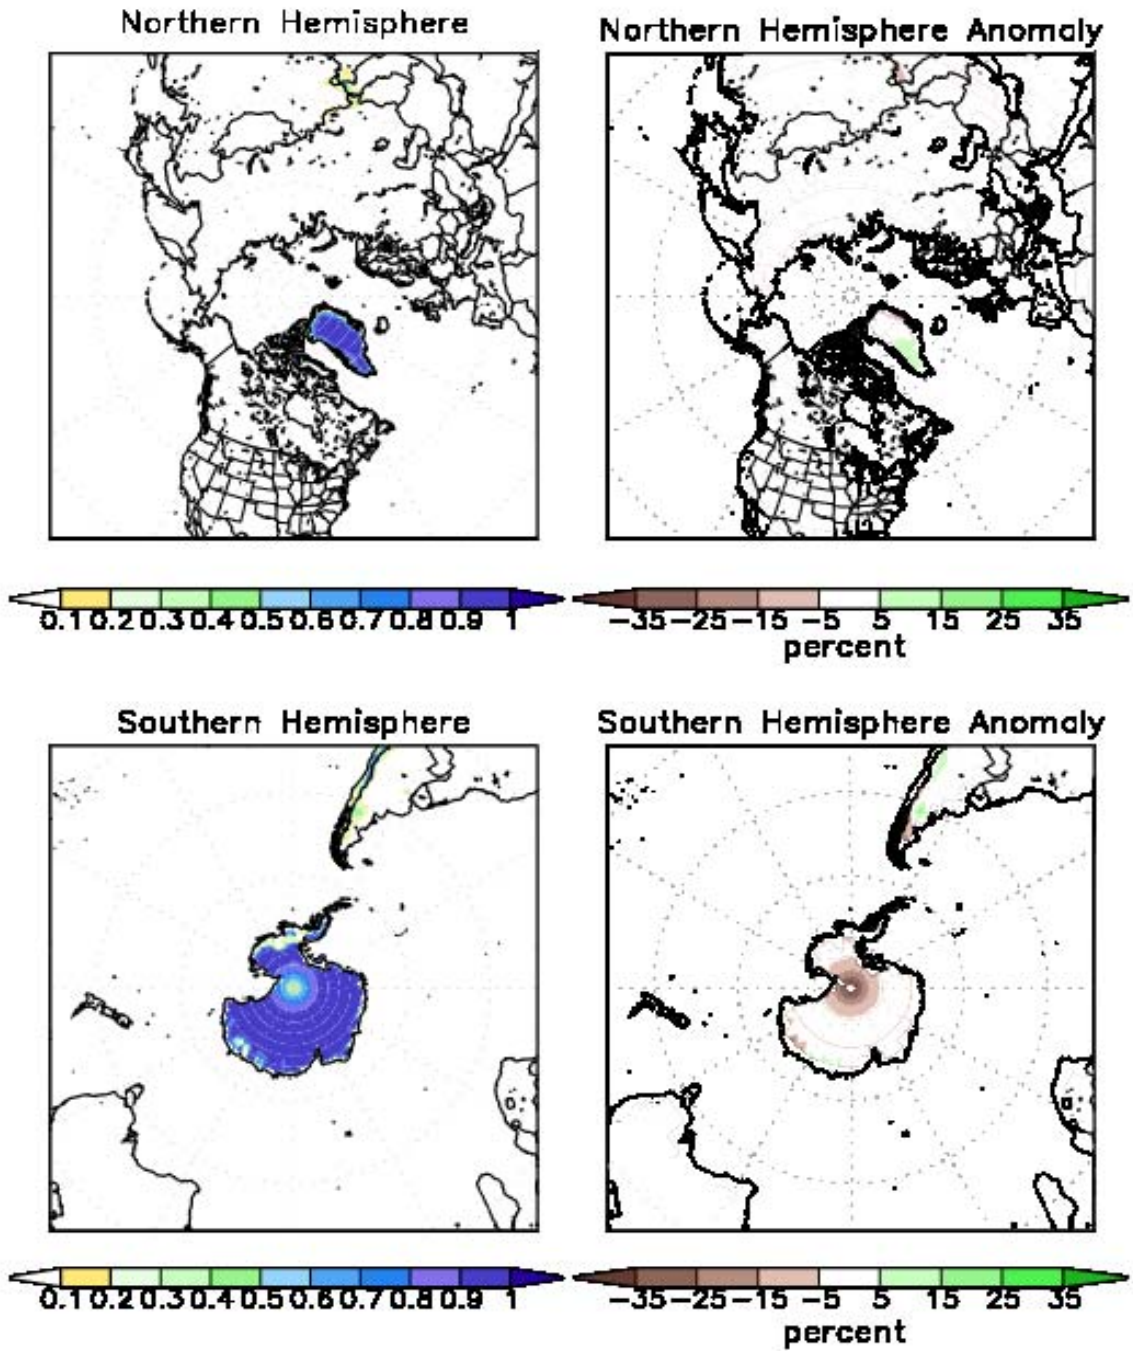 Northern Hemisphere
Northern Hemisphere Anomaly
0.1 0.2 0.3 0.4 0.5 0.6 0.7 0.8 0.9 1
-35 -25 -15 -5 5 15 25 35
percent
Southern Hemisphere
Southern Hemisphere Anomaly
0.1 0.2 0.3 0.4 0.5 0.6 0.7 0.8 0.9 1
-35 -25 -15 -5 5 15 25 35
percent